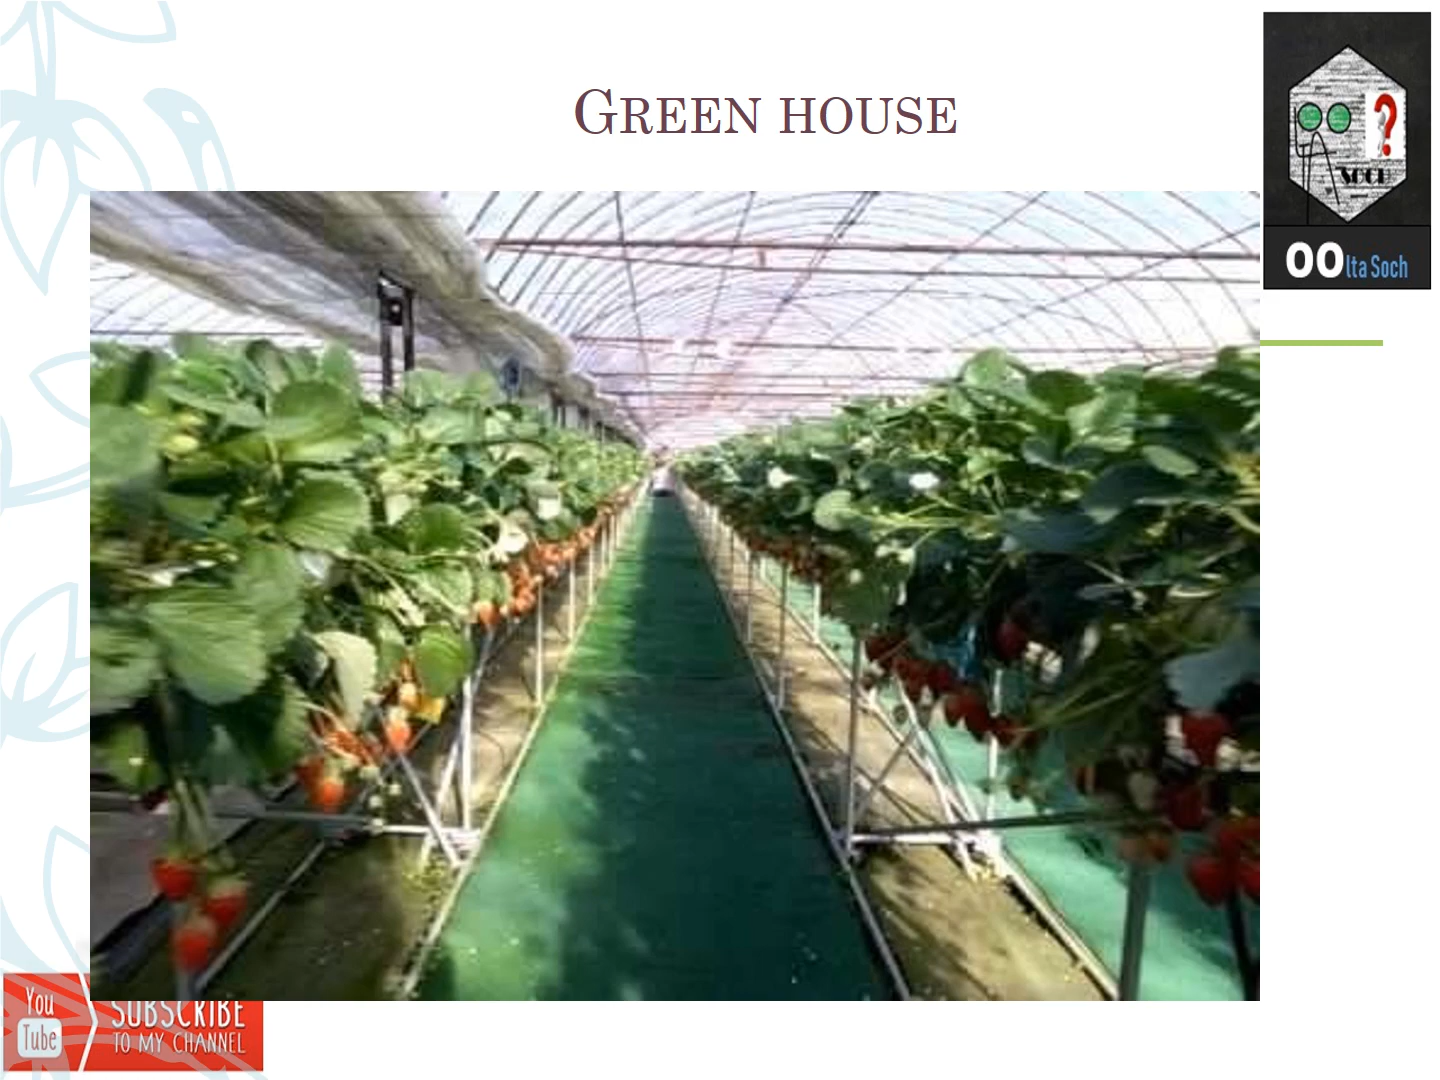 GREEN HOUSE
?
SOCH
OOlta Soch
You
Tube
SUBSCRIBE
TO MY CHANNEL